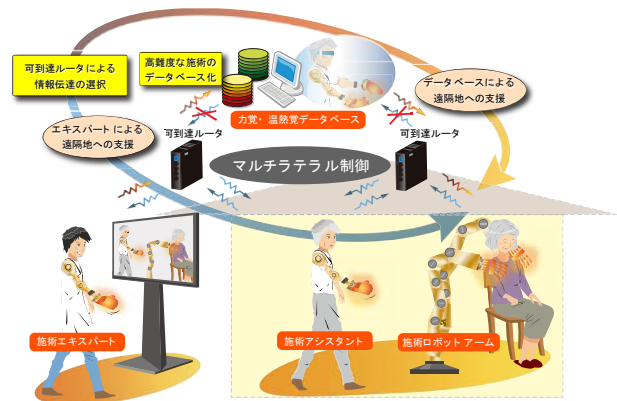 可到達ルータによる
情報伝達の選択
高難度な施術の
データベース化
データベースによる
遠隔地への支援
力覚・温熱覚データベース
エキスパートによる
遠隔地への支援
可到達ルータ
可到達ルータ
マルチラテラル制御
施術エキスパート
施術アシスタント
施術ロボットアーム